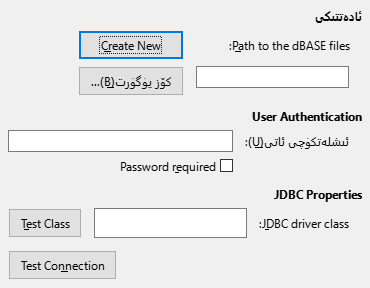 ئادەتتىكى
Path to the dBASE files:
Create New
كۆز يۈگۈرت(B)...
User Authentication
ئىشلەتكۈچى ئاتى(U):
Password required
JDBC Properties
JDBC driver class:
Test Class
Test Connection